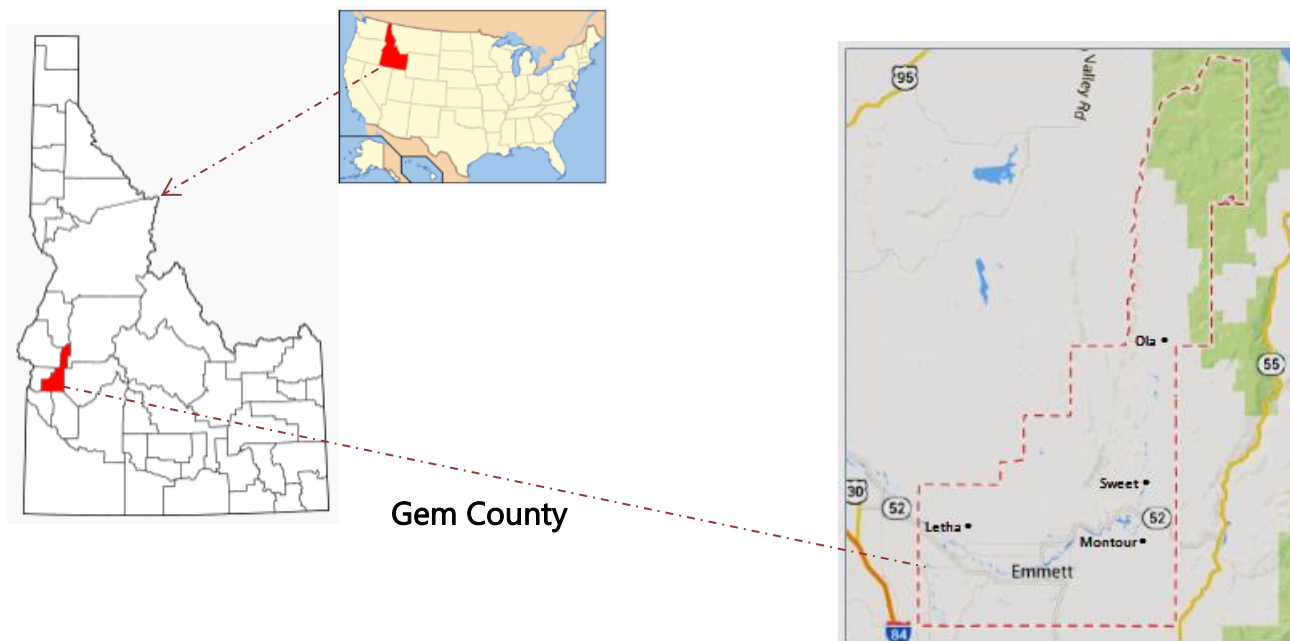 95
Valley Rd
Ola
55
Sweet
30
52
52
Letha
Montour
Gem County
Emmett
84